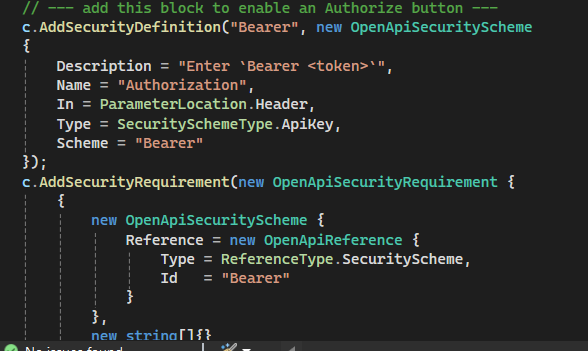 // --- add this block to enable an Authorize button ---
c.AddSecurityDefinition("Bearer", new OpenApiSecurityScheme
{
    Description = "Enter `Bearer <token>`",
    Name = "Authorization",
    In = ParameterLocation.Header,
    Type = SecuritySchemeType.ApiKey,
    Scheme = "Bearer"
});
c.AddSecurityRequirement(new OpenApiSecurityRequirement {
    {
        new OpenApiSecurityScheme {
            Reference = new OpenApiReference {
                Type = ReferenceType.SecurityScheme,
                Id   = "Bearer"
            }
        },
        new string[]{}
No issues found